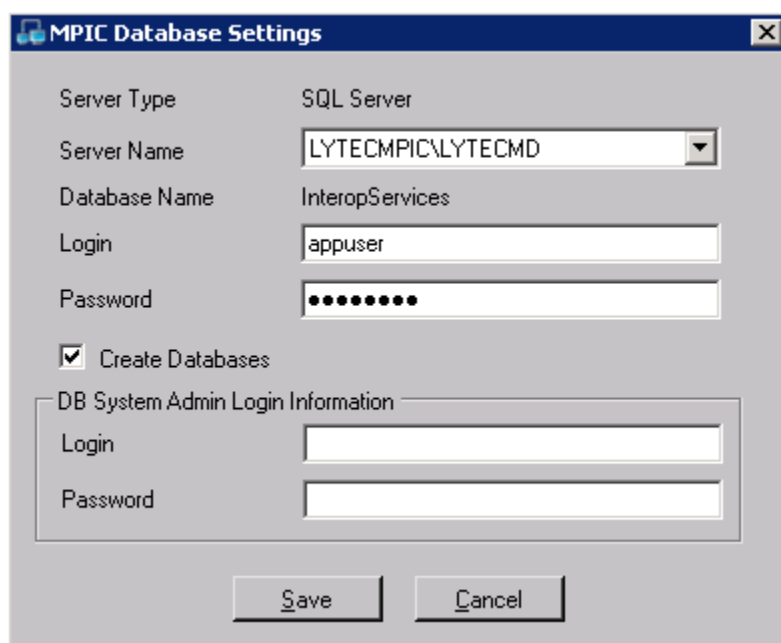 MPIC Database Settings
Server Type SQL Server
Server Name LYTECMPIC\LYTECMD
Database Name InteropServices
Login appuser
Password ●●●●●●●●
Create Databases
DB System Admin Login Information
Login
Password
Save Cancel